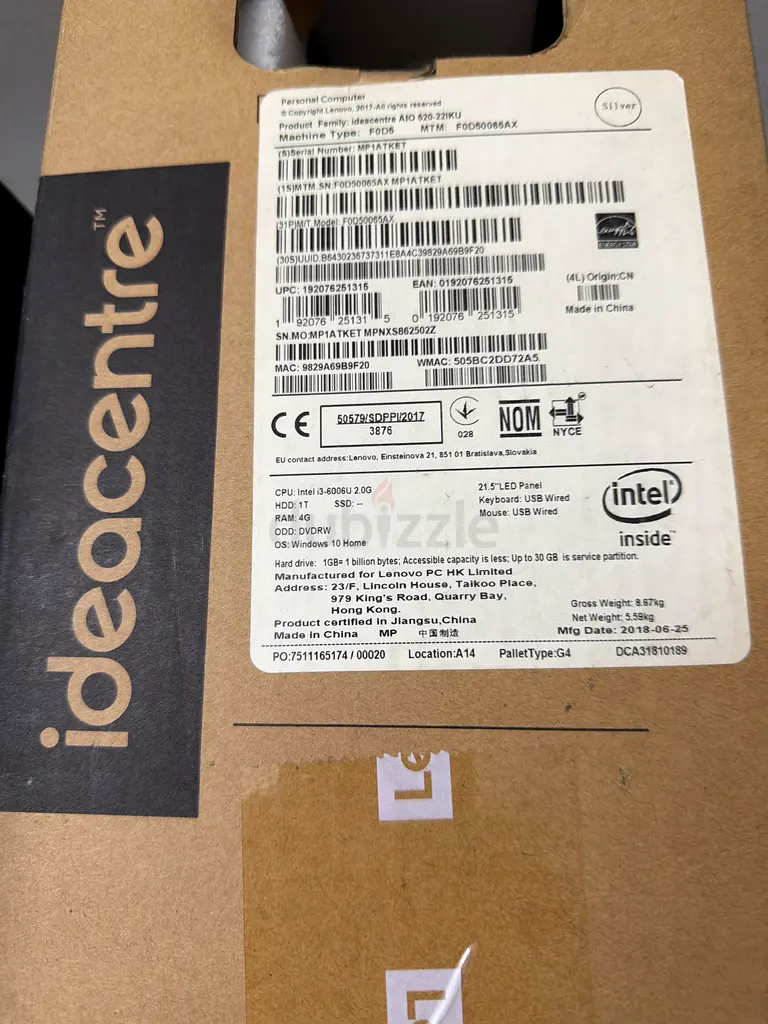 ideacentre™
Personal Computer
© Copyright Lenovo, 2017-All rights reserved
Product Family: ideacentre AIO 520-22IKU
Machine Type: F0D5 MTM: F0D50065AX
Silver
(S)Serial Number: MP1ATKET
(1S)MTM.SN:F0D50065AX MP1ATKET
(31P)M/T Model: F0D50065AX
(30S)UUID:B6430236737311E8A4C39829A69B9F20
ENERGY STAR
UPC: 192076251315 EAN: 0192076251315
(4L) Origin:CN
1 92076 25131 5 0 192076 251315
Made in China
SN.MO:MP1ATKET MPNXS862502Z
MAC: 9829A69B9F20 WMAC: 505BC2DD72A5
CE
50579/SDPPI/2017
3876
028
NOM
NYCE
EU contact address:Lenovo, Einsteinova 21, 851 01 Bratislava,Slovakia
CPU: Intel i3-6006U 2.0G 21.5"LED Panel
HDD: 1T SSD: -- Keyboard: USB Wired
RAM: 4G Mouse: USB Wired
ODD: DVDRW
OS: Windows 10 Home
intel®
inside™
dubizzle
Hard drive: 1GB= 1 billion bytes; Accessible capacity is less; Up to 30 GB is service partition.
Manufactured for Lenovo PC HK Limited
Address: 23/F, Lincoln House, Taikoo Place,
979 King's Road, Quarry Bay,
Hong Kong.
Product certified in Jiangsu,China
Made in China MP 中国制造
Gross Weight: 8.67kg
Net Weight: 5.59kg
Mfg Date: 2018-06-25
PO:7511165174 / 00020 Location:A14 PalletType:G4 DCA31810189
Le